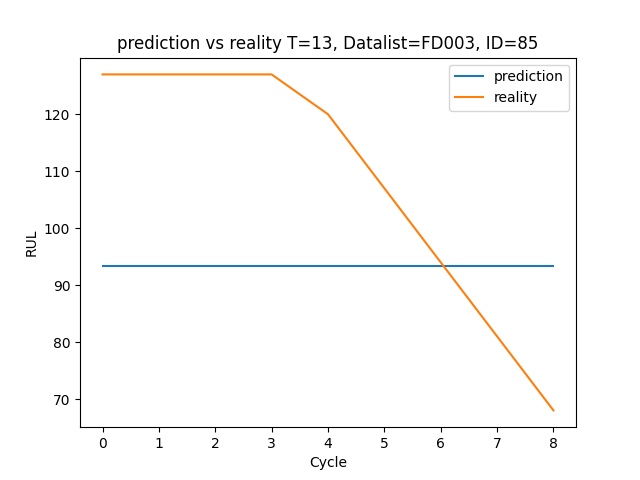 prediction vs reality T=13, Datalist=FD003, ID=85
prediction
reality
RUL
120
110
100
90
80
70
0 1 2 3 4 5 6 7 8
Cycle